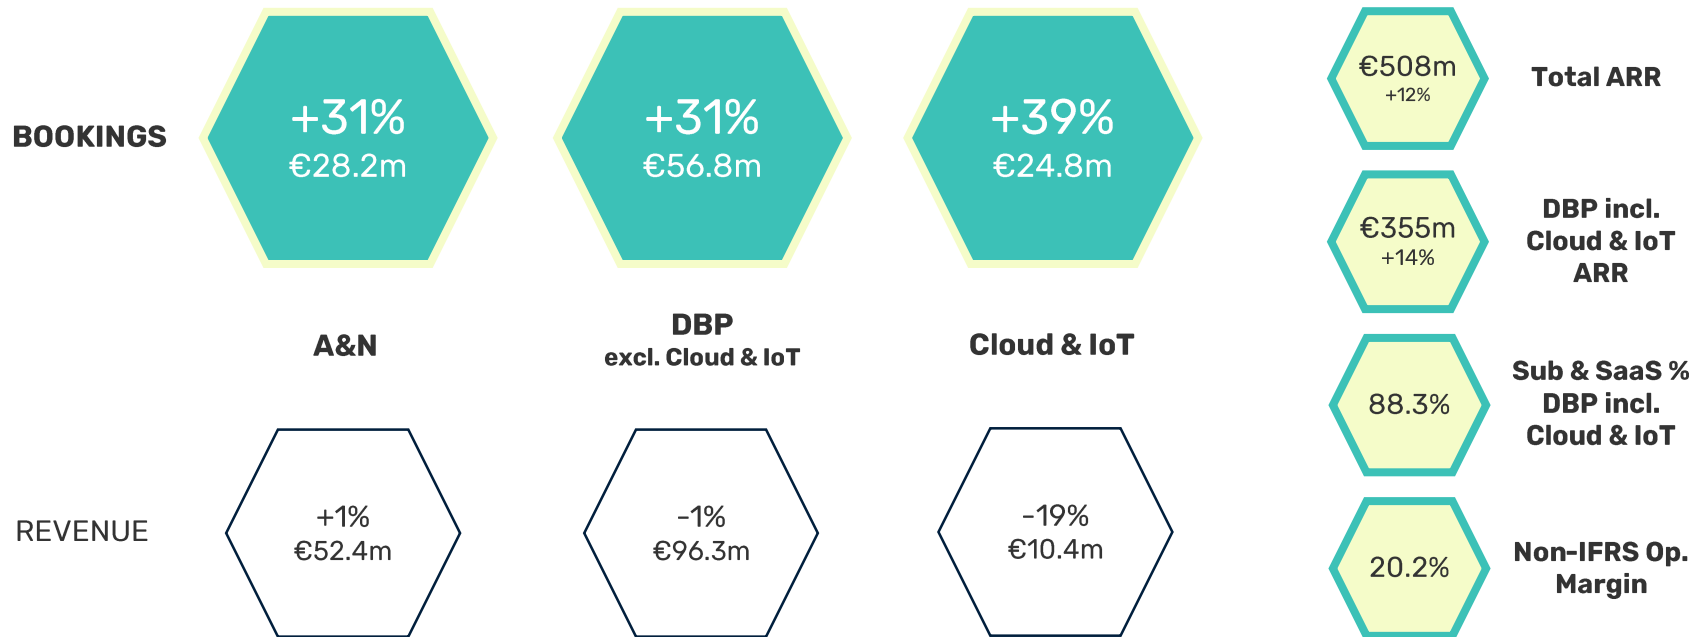 BOOKINGS
+31%
€28.2m
+31%
€56.8m
+39%
€24.8m
A&N
DBP
excl. Cloud & IoT
Cloud & IoT
REVENUE
+1%
€52.4m
-1%
€96.3m
-19%
€10.4m
€508m
+12%
Total ARR
€355m
+14%
DBP incl.
Cloud & IoT
ARR
88.3%
Sub & SaaS %
DBP incl.
Cloud & IoT
20.2%
Non-IFRS Op.
Margin